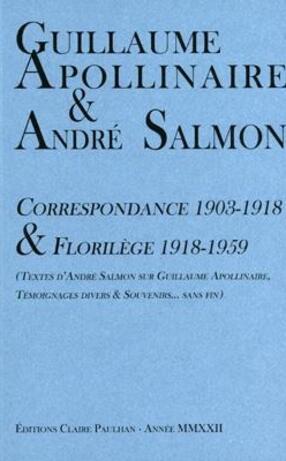 GUILLAUME
APOLLINAIRE
&
ANDRÉ SALMON
CORRESPONDANCE 1903-1918
& FLORILÈGE 1918-1959
(TEXTES D'ANDRÉ SALMON SUR GUILLAUME APOLLINAIRE,
TÉMOIGNAGES DIVERS & SOUVENIRS... SANS FIN)
ÉDITIONS CLAIRE PAULHAN - ANNÉE MMXXII